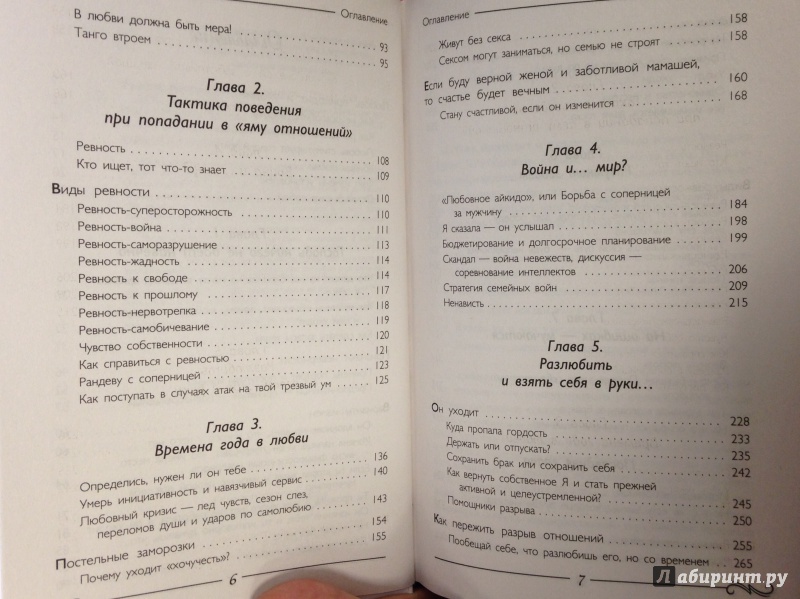 Оглавление
В любви должна быть мера! 93
Танго втроем 95
Глава 2.
Тактика поведения
при попадании в «яму отношений»
Ревность 108
Кто ищет, тот что-то знает 109
Виды ревности 110
Ревность-суперосторожность 110
Ревность-война 111
Ревность-саморазрушение 113
Ревность-жадность 114
Ревность к свободе 114
Ревность к прошлому 117
Ревность-нервотрепка 118
Ревность-самобичевание 119
Чувство собственности 120
Как справиться с ревностью 121
Рандеву с соперницей 123
Как поступать в случаях атак на твой трезвый ум 125
Глава 3.
Времена года в любви
Определись, нужен ли он тебе 136
Умерь инициативность и навязчивый сервис 140
Любовный кризис — лед чувств, сезон слез,
переломов души и ударов по самолюбию 143
Постельные заморозки 154
Почему уходит «хочучесть»? 155
6
Оглавление
Живут без секса 158
Сексом могут заниматься, но семью не строят 158
Если буду верной женой и заботливой мамашей,
то счастье будет вечным 160
Стану счастливой, если он изменится 168
Глава 4.
Война и... мир?
«Любовное айкидо», или Борьба с соперницей
за мужчину 184
Я сказала — он услышал 198
Бюджетирование и долгосрочное планирование 199
Скандал — война невежеств, дискуссия —
соревнование интеллектов 206
Стратегия семейных войн 209
Ненависть 215
Глава 5.
Разлюбить
и взять себя в руки...
Он уходит 228
Куда пропала гордость 233
Держать или отпускать? 235
Сохранить брак или сохранить себя 242
Как вернуть собственное Я и стать прежней
активной и целеустремленной? 245
Помощники разрыва 250
Как пережить разрыв отношений 255
Пообещай себе, что разлюбишь его, но со временем 265
7
Лабиринт.ру